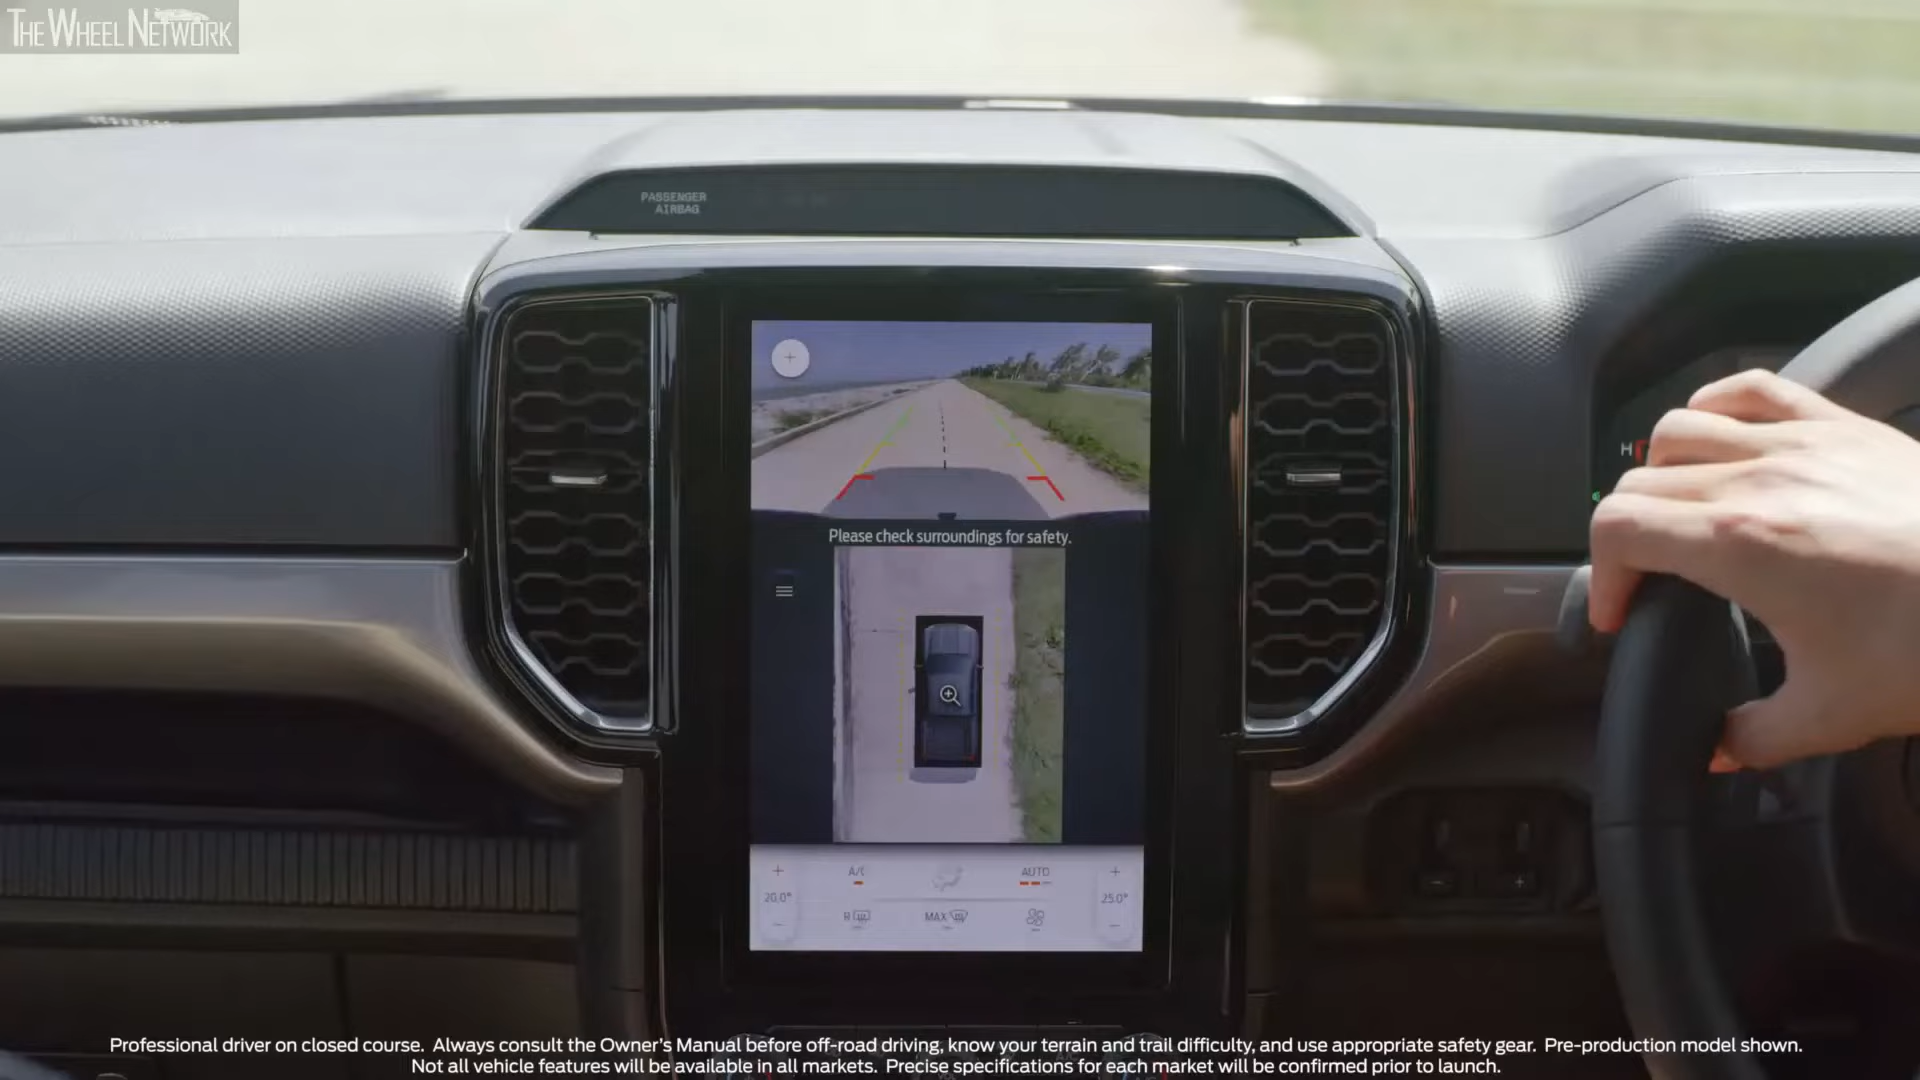 THE WHEEL NETWORK
PASSENGER
AIRBAG
H
Please check surroundings for safety.
A/C
AUTO
20.0°
25.0°
R
MAX
Professional driver on closed course. Always consult the Owner's Manual before off-road driving, know your terrain and trail difficulty, and use appropriate safety gear. Pre-production model shown.
Not all vehicle features will be available in all markets. Precise specifications for each market will be confirmed prior to launch.